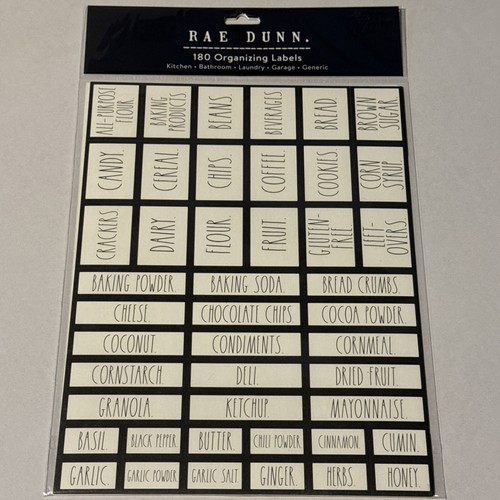 RAE DUNN.
180 Organizing Labels
Kitchen • Bathroom • Laundry • Garage • Generic
ALL-PURPOSE
FLOUR.
BAKING
PRODUCTS.
BEANS.
BEVERAGES.
BREAD.
BROWN
SUGAR.
CANDY.
CEREAL.
CHIPS.
COFFEE.
COOKIES.
CORN
SYRUP.
CRACKERS.
DAIRY.
FLOUR.
FRUIT.
GLUTEN-
FREE
LEFT-
OVERS.
BAKING POWDER. BAKING SODA. BREAD CRUMBS.
CHEESE. CHOCOLATE CHIPS. COCOA POWDER
COCONUT. CONDIMENTS. CORNMEAL.
CORNSTARCH. DELI. DRIED FRUIT.
GRANOLA. KETCHUP. MAYONNAISE.
BASIL. BLACK PEPPER. BUTTER. CHILI POWDER. CINNAMON. CUMIN.
GARLIC. GARLIC POWDER. GARLIC SALT. GINGER. HERBS. HONEY.